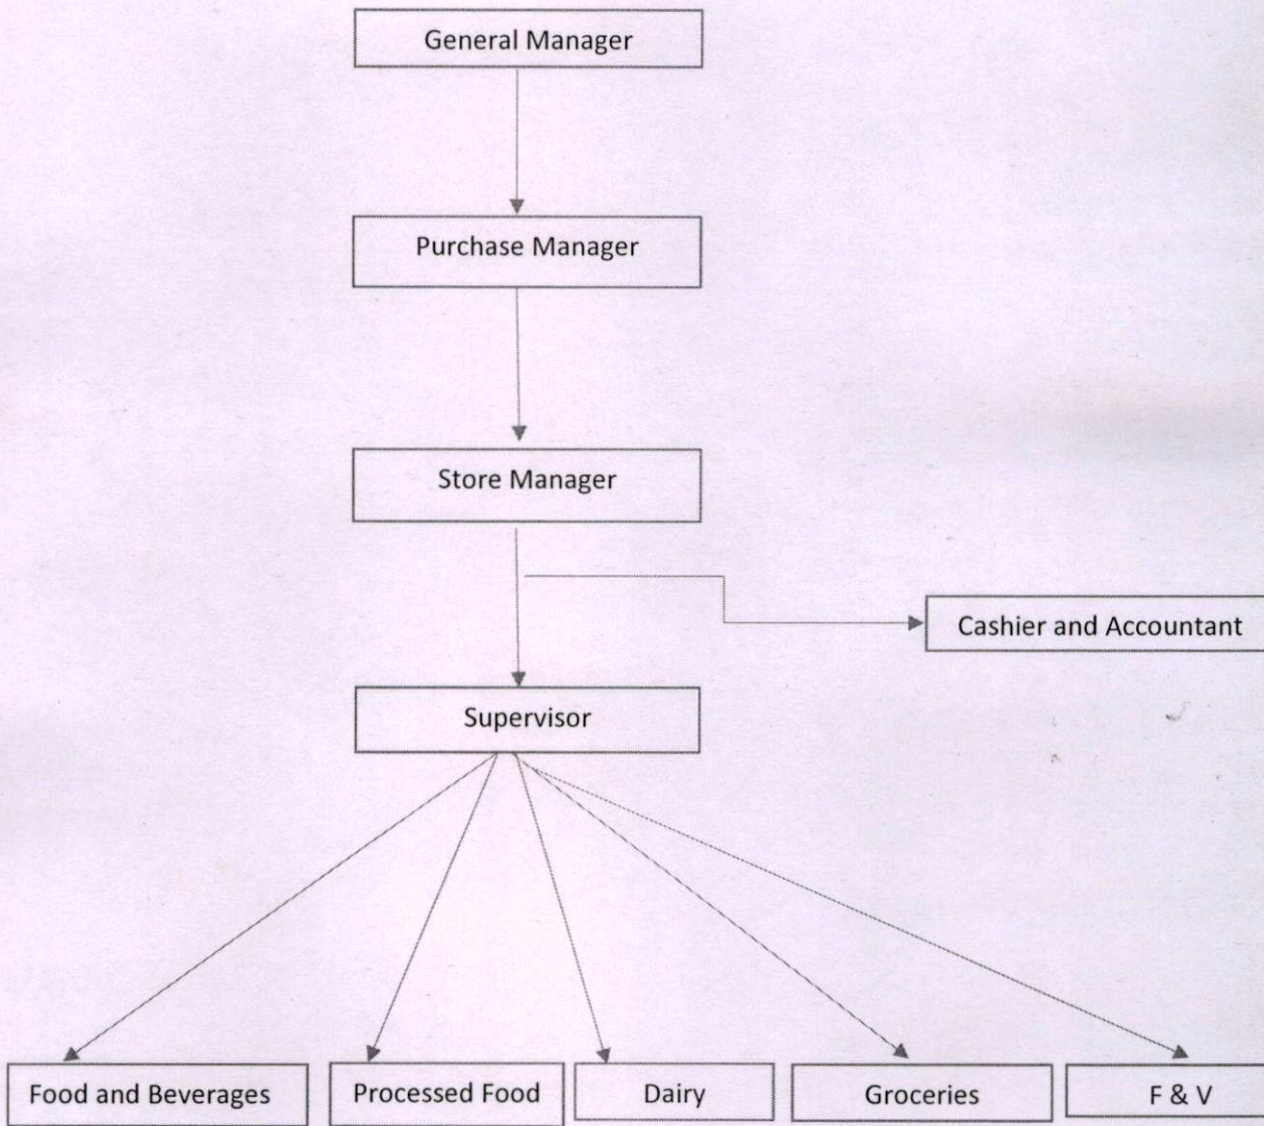 General Manager
Purchase Manager
Store Manager
Cashier and Accountant
Supervisor
Food and Beverages
Processed Food
Dairy
Groceries
F & V